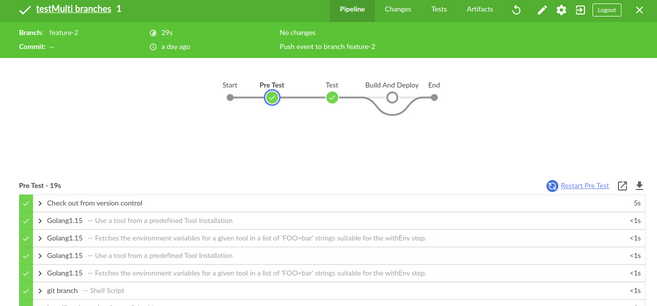 testMulti branches 1
Pipeline Changes Tests Artifacts Logout
Branch: feature-2 29s No changes
Commit: – a day ago Push event to branch feature-2
Start Pre Test Test Build And Deploy End
Pre Test - 19s Restart Pre Test
Check out from version control 5s
Golang1.15 — Use a tool from a predefined Tool Installation <1s
Golang1.15 — Fetches the environment variables for a given tool in a list of 'FOO=bar' strings suitable for the withEnv step. <1s
Golang1.15 — Use a tool from a predefined Tool Installation <1s
Golang1.15 — Fetches the environment variables for a given tool in a list of 'FOO=bar' strings suitable for the withEnv step. <1s
git branch — Shell Script <1s